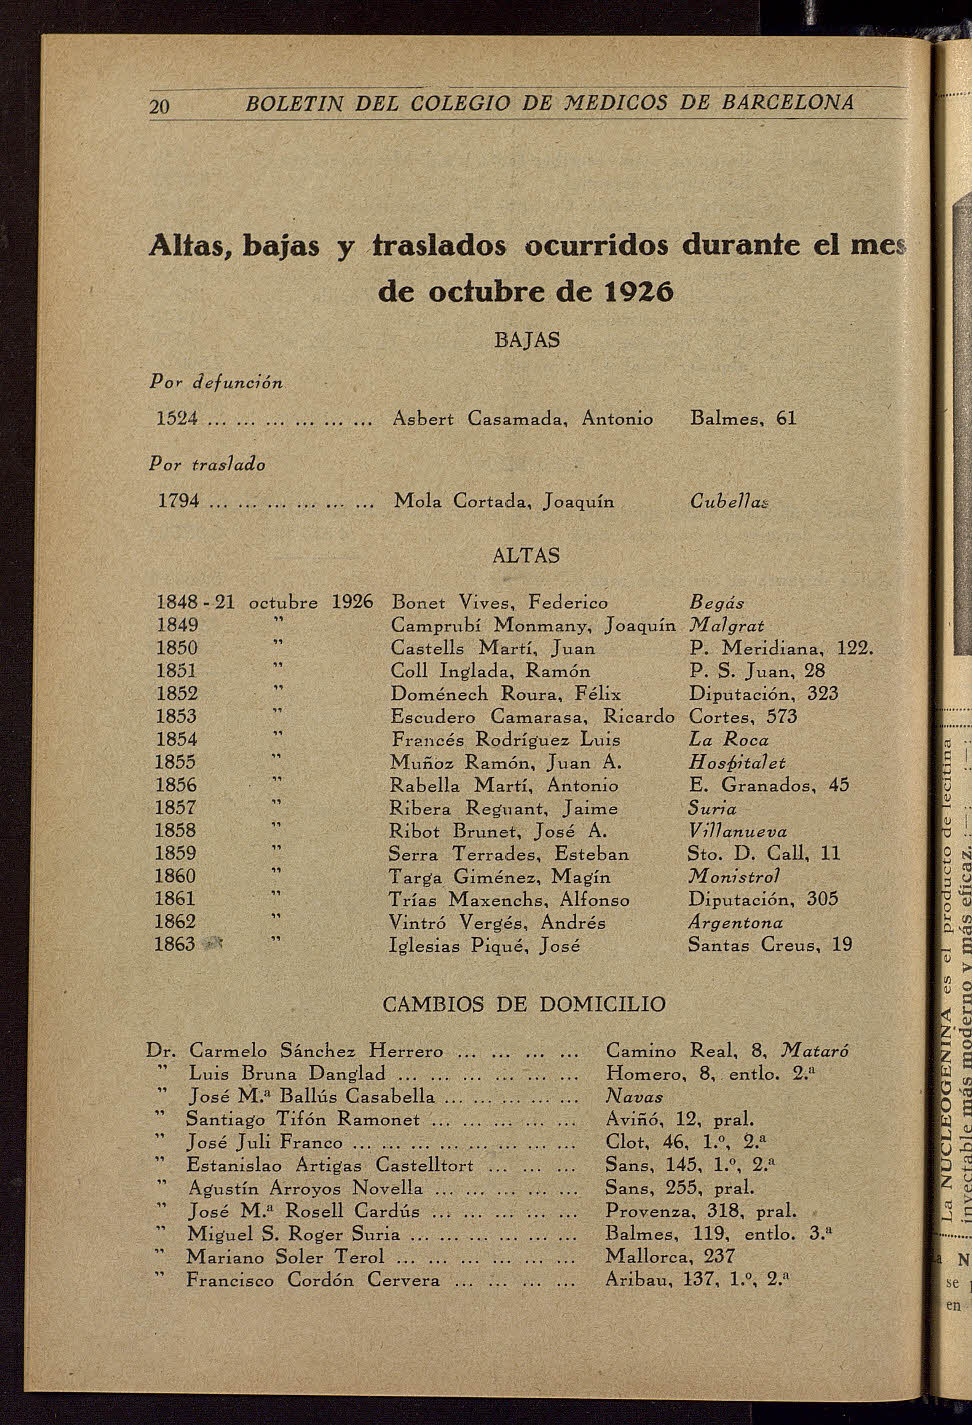 20 BOLETIN DEL COLEGIO DE MEDICOS DE BARCELONA
Altas, bajas y traslados ocurridos durante el mes
de octubre de 1926
BAJAS
Por defunción
1524 ... ... ... ... ... ... Asbert Casamada, Antonio Balmes, 61
Por traslado
1794 ... ... ... ... ... ... Mola Cortada, Joaquín Cubellas
ALTAS
1848 - 21 octubre 1926 Bonet Vives, Federico Begás
1849 " Camprubí Monmany, Joaquín Malgrat
1850 " Castells Martí, Juan P. Meridiana, 122.
1851 " Coll Inglada, Ramón P. S. Juan, 28
1852 " Doménech Roura, Félix Diputación, 323
1853 " Escudero Camarasa, Ricardo Cortes, 573
1854 " Francés Rodríguez Luis La Roca
1855 " Muñoz Ramón, Juan A. Hospitalet
1856 " Rabella Martí, Antonio E. Granados, 45
1857 " Ribera Reguant, Jaime Suria
1858 " Ribot Brunet, José A. Villanueva
1859 " Serra Terrades, Esteban Sto. D. Call, 11
1860 " Targa Giménez, Magín Monistrol
1861 " Trías Maxenchs, Alfonso Diputación, 305
1862 " Vintró Vergés, Andrés Argentona
1863 " Iglesias Piqué, José Santas Creus, 19
CAMBIOS DE DOMICILIO
Dr. Carmelo Sánchez Herrero ... ... ... ... Camino Real, 8, Mataró
" Luis Bruna Danglad ... ... ... ... ... ... Homero, 8, entlo. 2.ª
" José M.ª Ballús Casabella ... ... ... ... ... Navas
" Santiago Tifón Ramonet ... ... ... ... ... Aviñó, 12, pral.
" José Juli Franco ... ... ... ... ... ... ... ... Clot, 46, 1.º, 2.ª
" Estanislao Artigas Castelltort ... ... ... Sans, 145, 1.º, 2.ª
" Agustín Arroyos Novella ... ... ... ... ... Sans, 255, pral.
" José M.ª Rosell Cardús ... ... ... ... ... Provenza, 318, pral.
" Miguel S. Roger Suria ... ... ... ... ... ... Balmes, 119, entlo. 3.ª
" Mariano Soler Terol ... ... ... ... ... ... Mallorca, 237
" Francisco Cordón Cervera ... ... ... ... Aribau, 137, 1.º, 2.ª
La NUCLEOGENINA es el producto de lecitina
inyectable más moderno y más eficaz.
a N
se
en